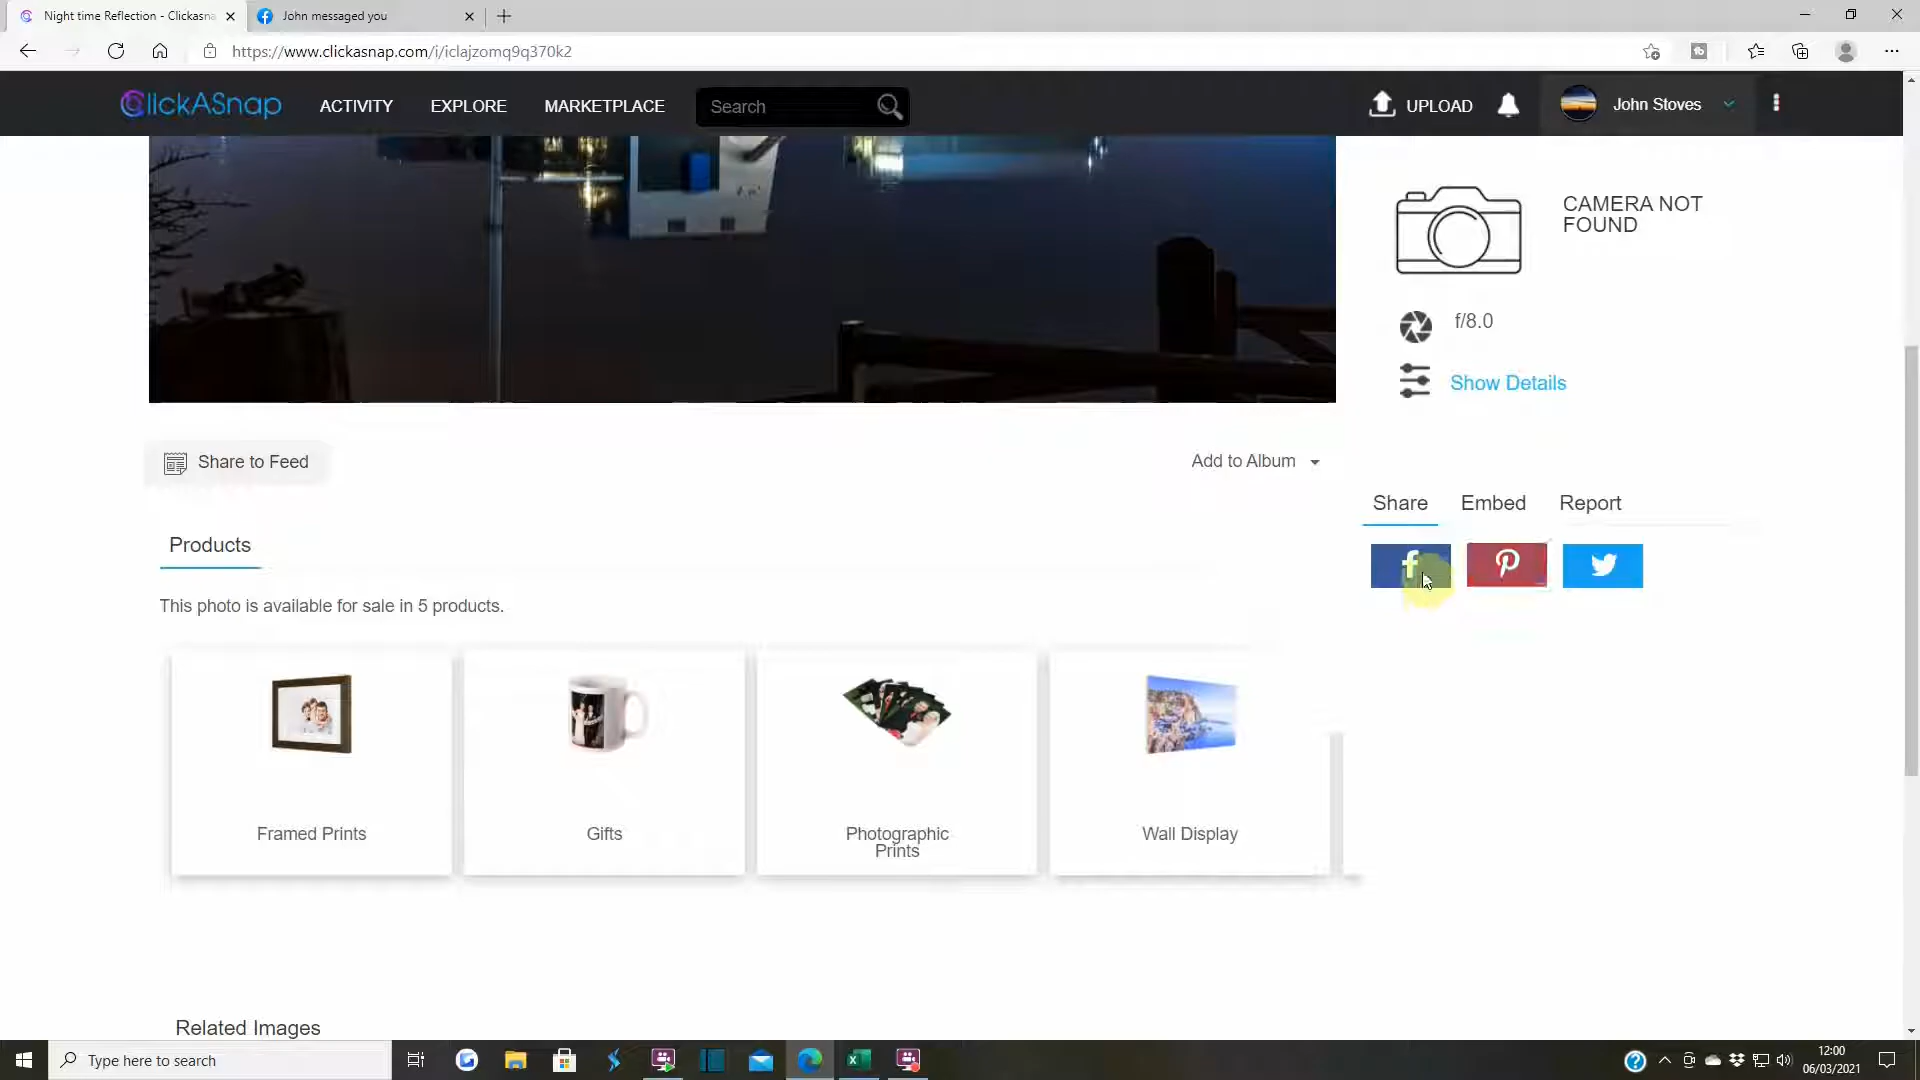 Night time Reflection - Clickasna
John messaged you
https://www.clickasnap.com/i/iclajzomq9q370k2
ClickASnap
ACTIVITY
EXPLORE
MARKETPLACE
Search
UPLOAD
John Stoves
CAMERA NOT
FOUND
f/8.0
Show Details
Share to Feed
Add to Album
Share
Embed
Report
Products
This photo is available for sale in 5 products.
Framed Prints
Gifts
Photographic
Prints
Wall Display
Related Images
Type here to search
12:00
06/03/2021